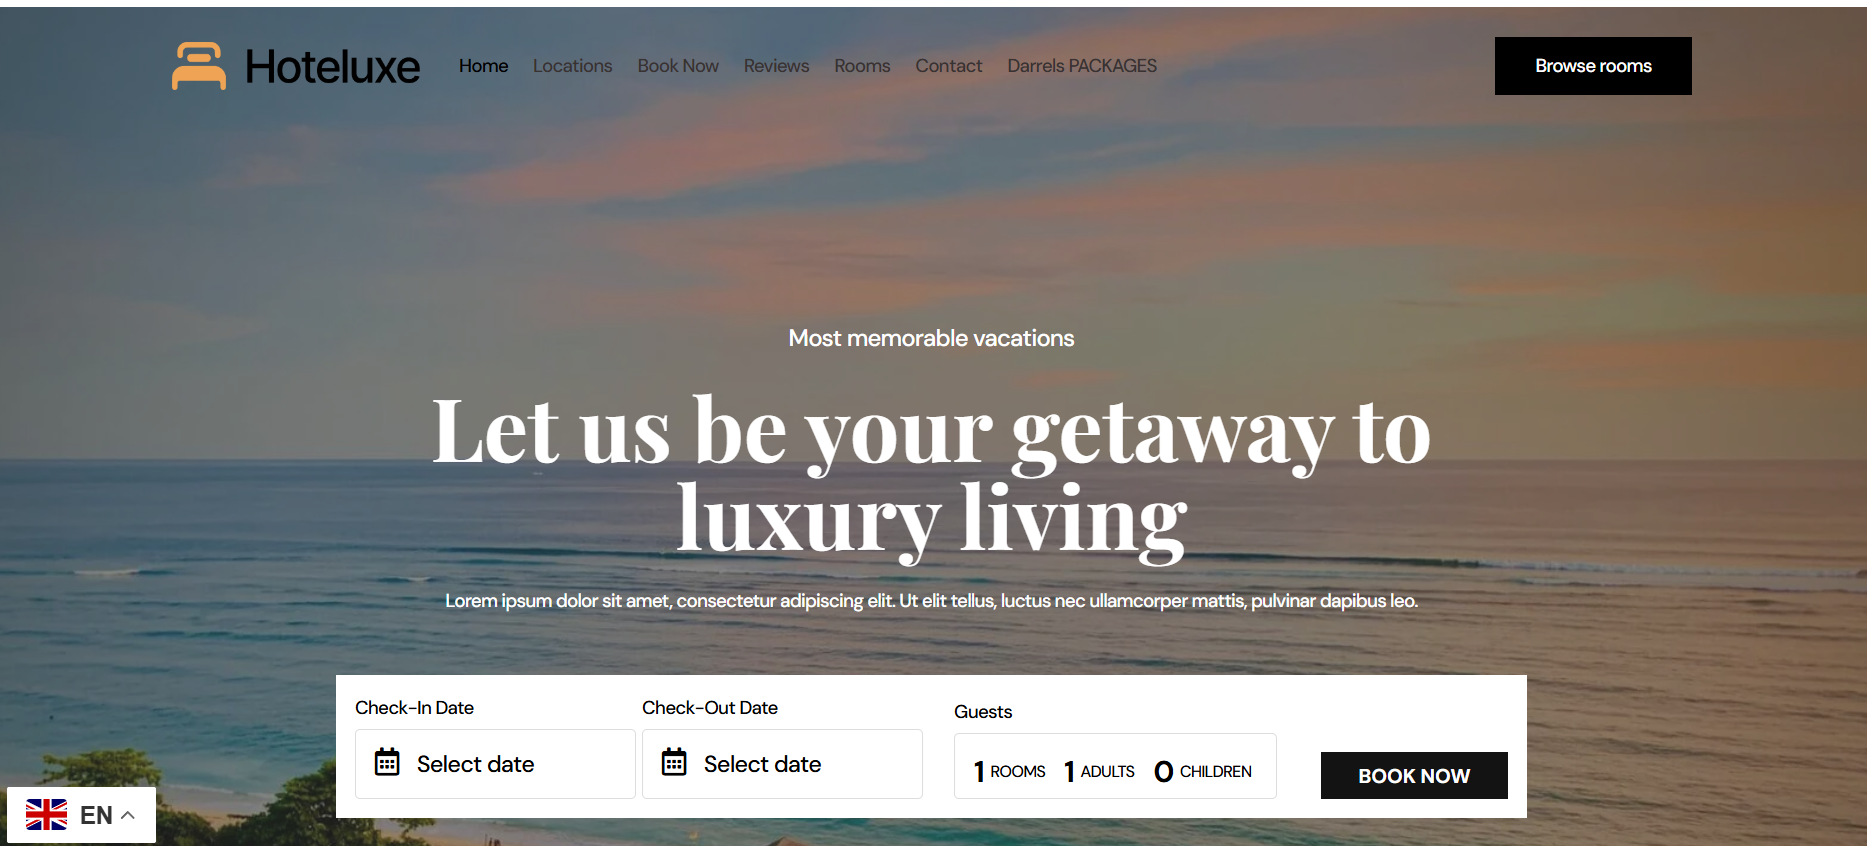 Hoteluxe
Home Locations Book Now Reviews Rooms Contact Darrels PACKAGES
Browse rooms
Most memorable vacations
Let us be your getaway to
luxury living
Lorem ipsum dolor sit amet, consectetur adipiscing elit. Ut elit tellus, luctus nec ullamcorper mattis, pulvinar dapibus leo.
Check-In Date
Select date
Check-Out Date
Select date
Guests
1 ROOMS 1 ADULTS 0 CHILDREN
BOOK NOW
EN